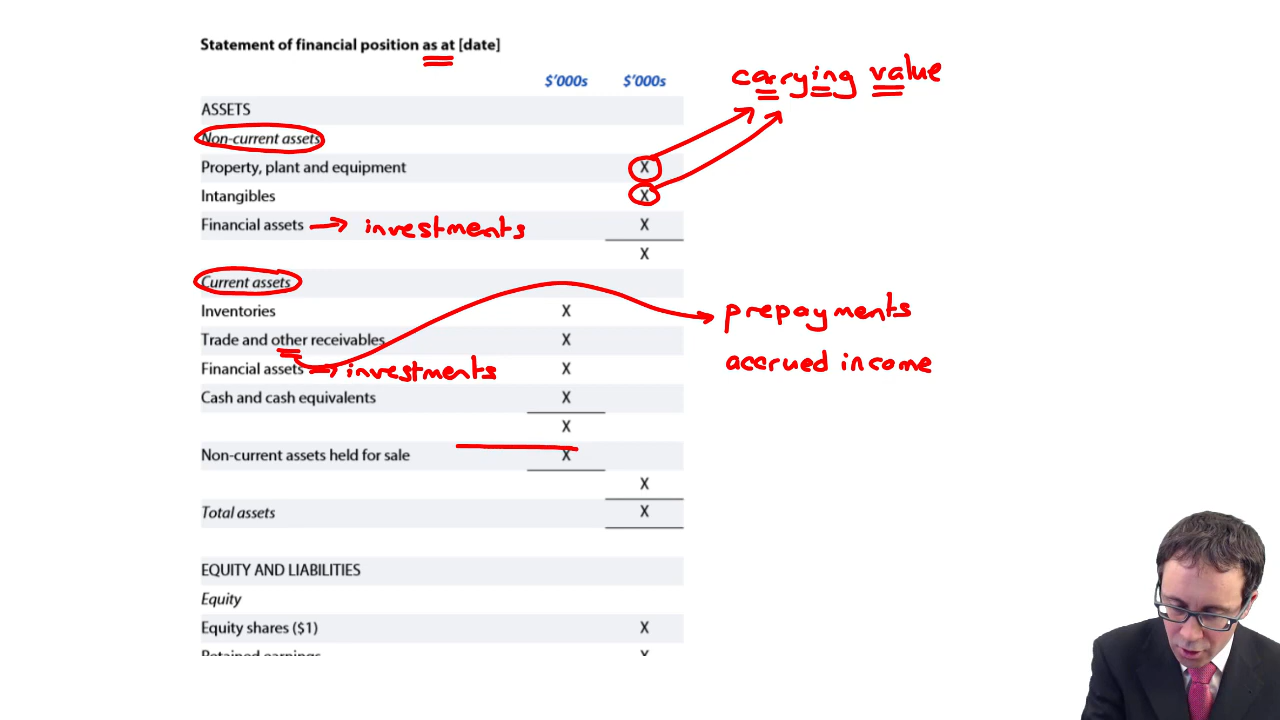 Statement of financial position as at [date]
$'000s $'000s
carrying value
ASSETS
Non-current assets
Property, plant and equipment X
Intangibles X
Financial assets → investments X
X
Current assets
Inventories X
prepayments
Trade and other receivables X
accrued income
Financial assets → investments X
Cash and cash equivalents X
X
Non-current assets held for sale X
X
Total assets X
EQUITY AND LIABILITIES
Equity
Equity shares ($1) X
Retained earnings X